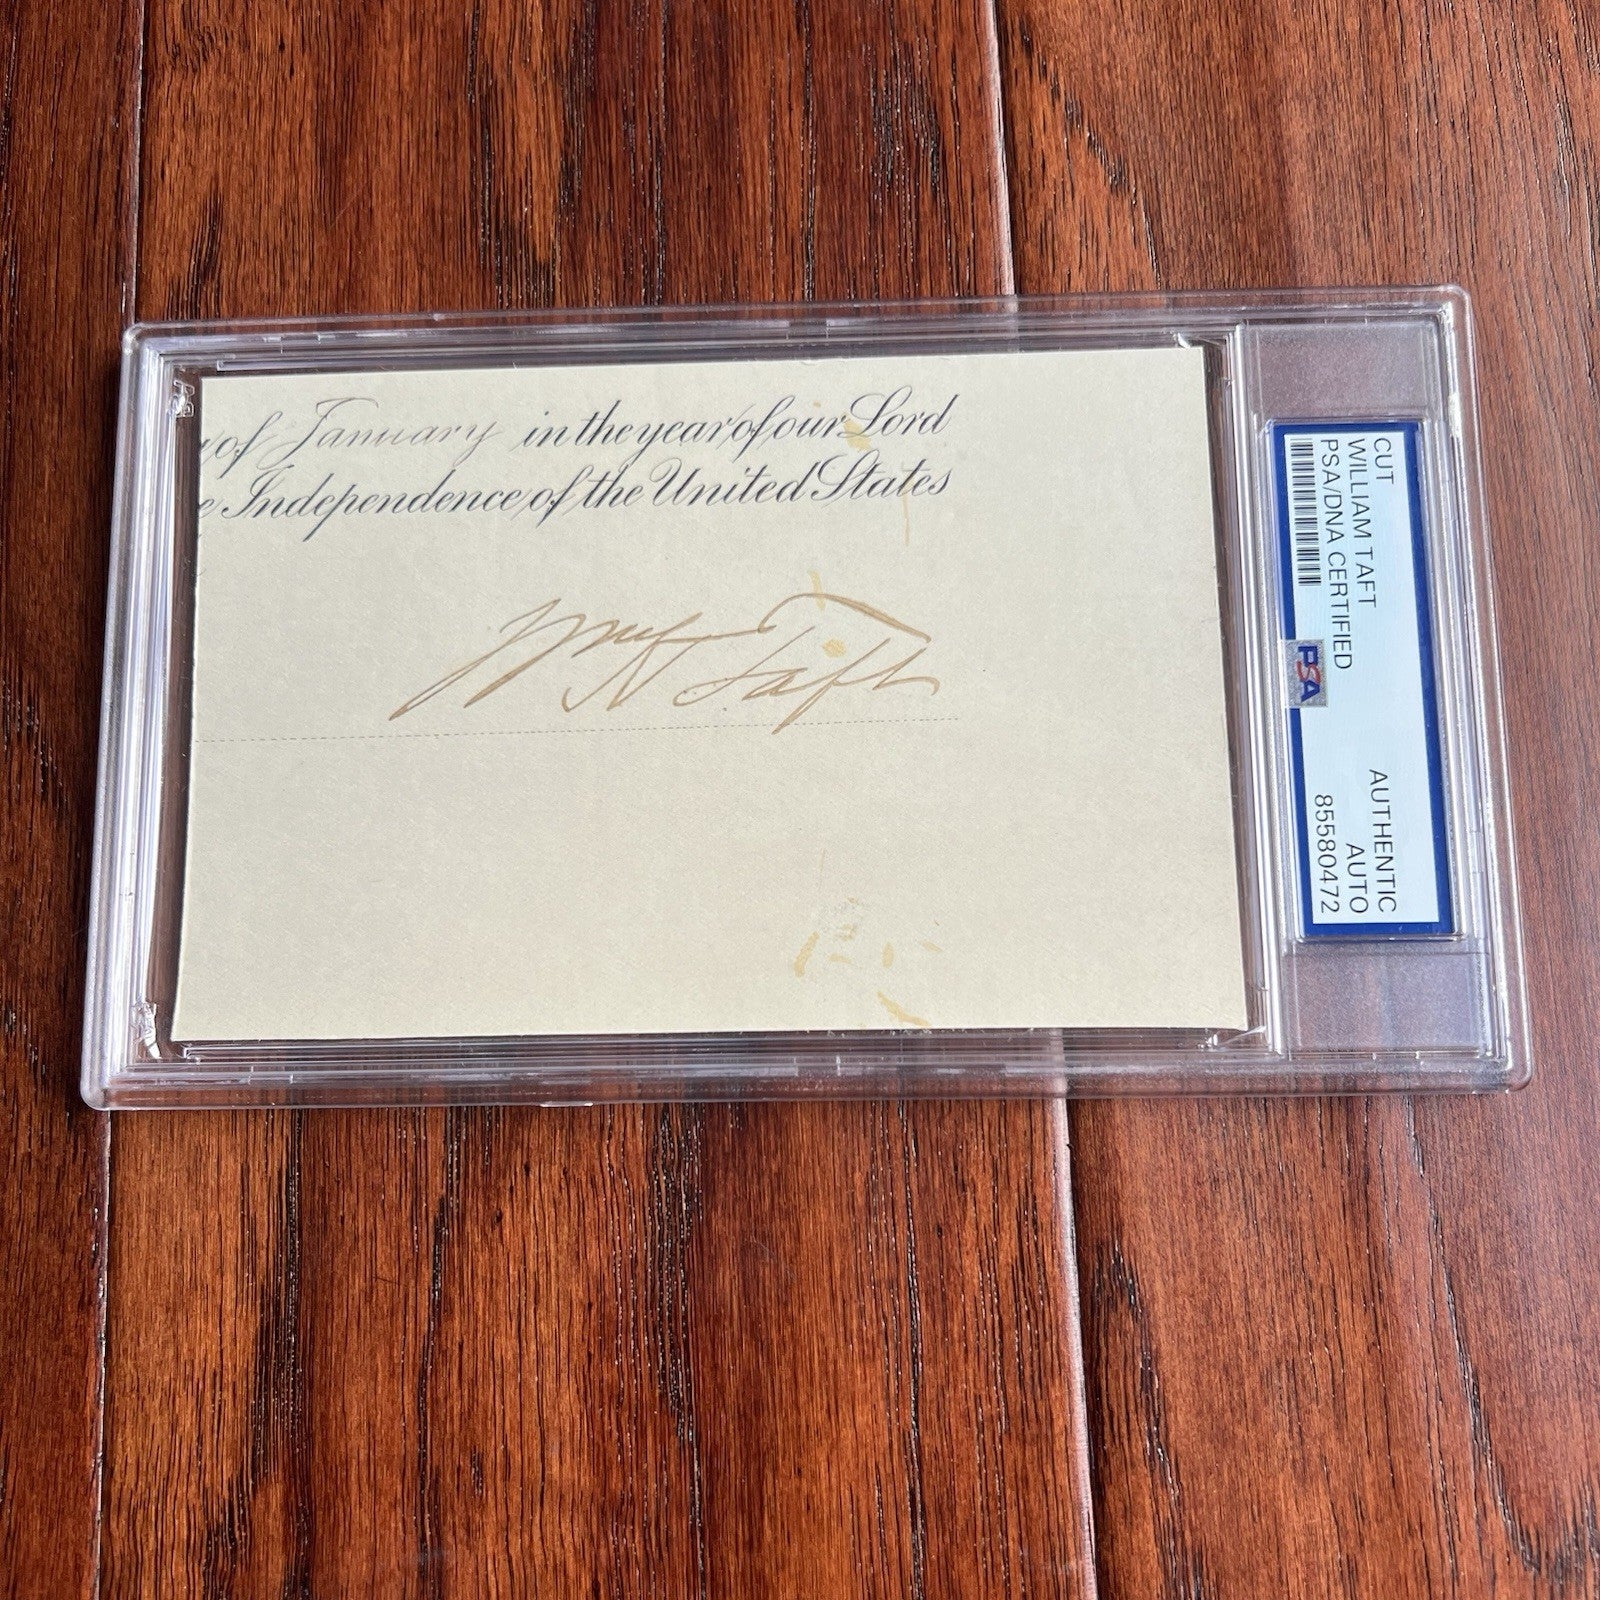 of January in the year of our Lord
e Independence of the United States
Wm H Taft
CUT
WILLIAM TAFT
PSA/DNA CERTIFIED
PSA
AUTHENTIC
AUTO
85580472